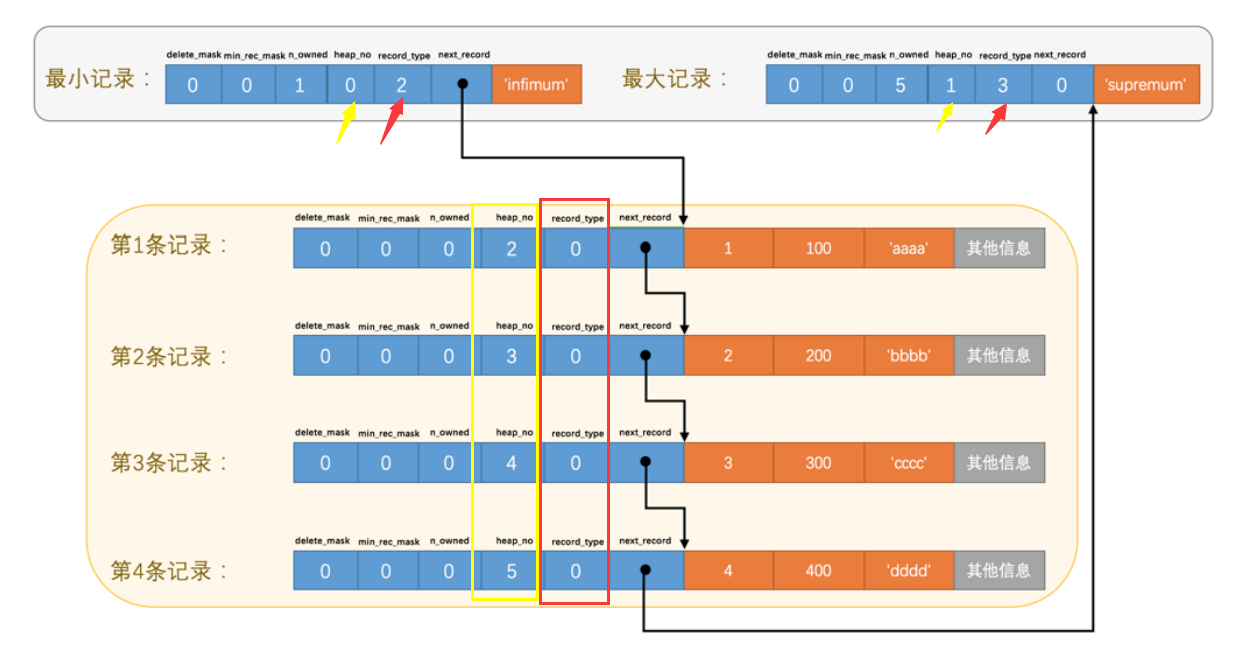 delete_mask min_rec_mask n_owned heap_no record_type next_record
最小记录： 0 0 1 0 2 'infimum'
delete_mask min_rec_mask n_owned heap_no record_type next_record
最大记录： 0 0 5 1 3 0 'supremum'
delete_mask min_rec_mask n_owned heap_no record_type next_record
第1条记录： 0 0 0 2 0 1 100 'aaaa' 其他信息
delete_mask min_rec_mask n_owned heap_no record_type next_record
第2条记录： 0 0 0 3 0 2 200 'bbbb' 其他信息
delete_mask min_rec_mask n_owned heap_no record_type next_record
第3条记录： 0 0 0 4 0 3 300 'cccc' 其他信息
delete_mask min_rec_mask n_owned heap_no record_type next_record
第4条记录： 0 0 0 5 0 4 400 'dddd' 其他信息